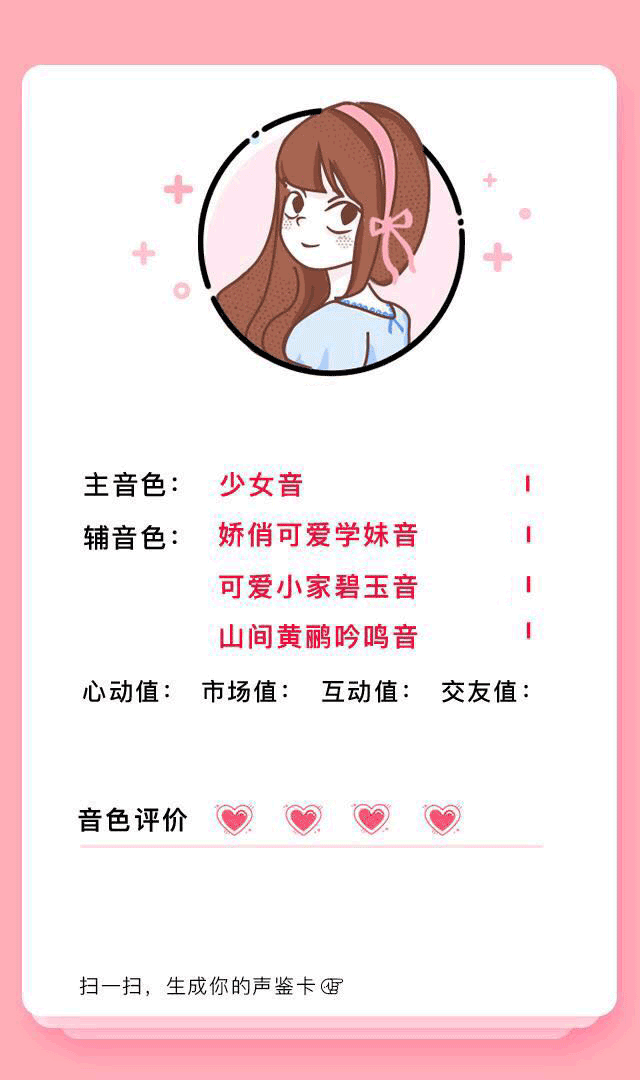 主音色： 少女音
辅音色： 娇俏可爱学妹音
可爱小家碧玉音
山间黄鹂吟鸣音
心动值： 市场值： 互动值： 交友值：
音色评价
扫一扫，生成你的声鉴卡